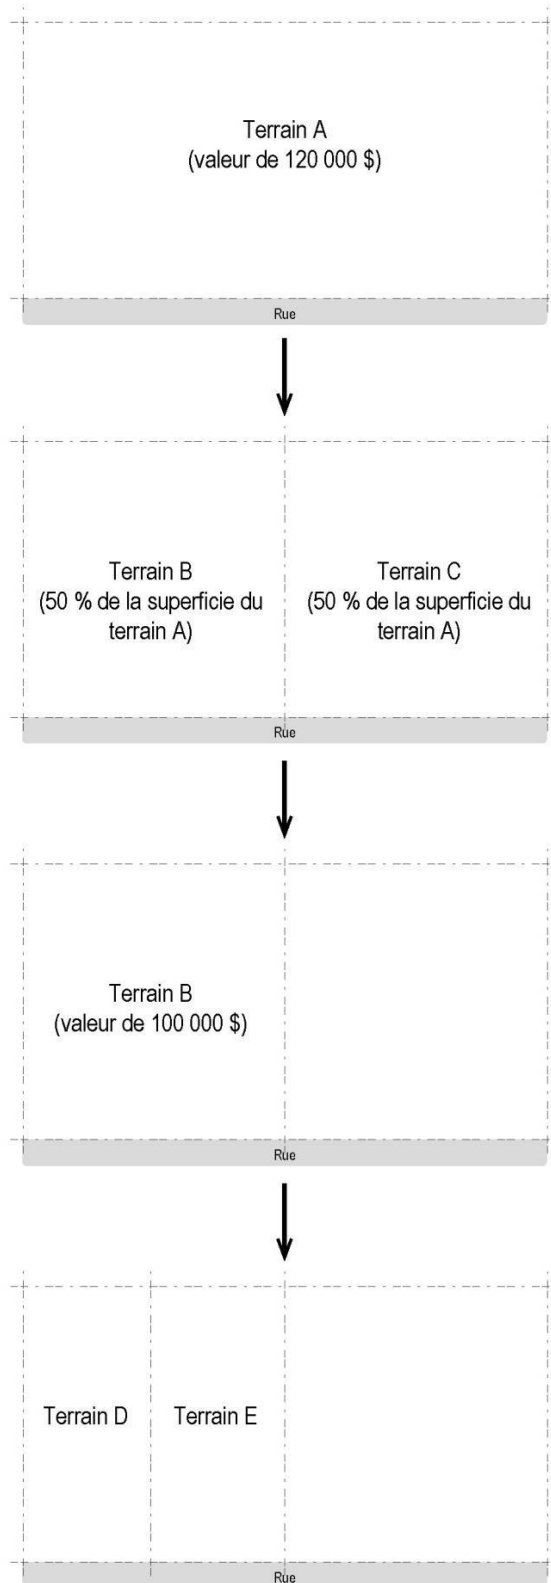 Terrain A
(valeur de 120 000 $)
Rue
Terrain B
(50 % de la superficie du
terrain A)
Terrain C
(50 % de la superficie du
terrain A)
Rue
Terrain B
(valeur de 100 000 $)
Rue
Terrain D
Terrain E
Rue